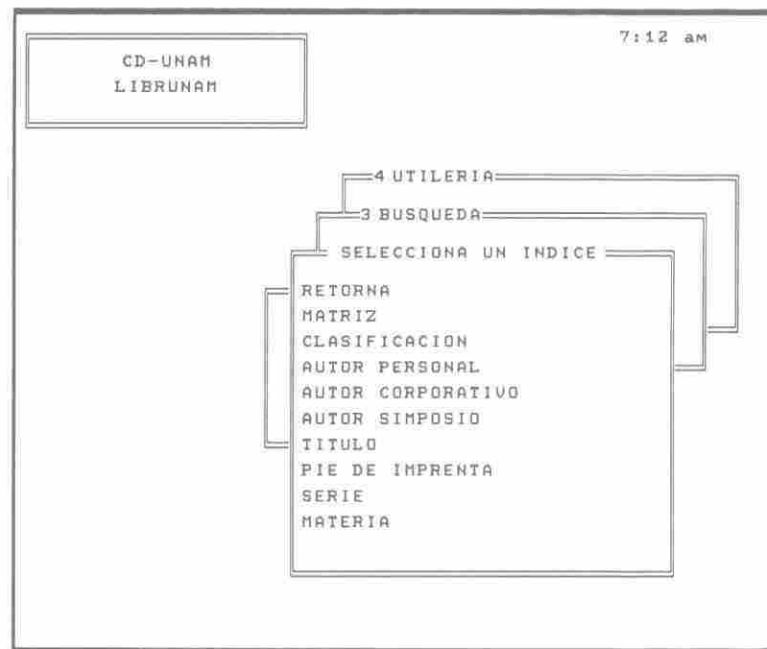 7:12 am
CD-UNAM
LIBRUNAM
4 UTILERIA
3 BUSQUEDA
SELECCIONA UN INDICE
RETORNA
MATRIZ
CLASIFICACION
AUTOR PERSONAL
AUTOR CORPORATIVO
AUTOR SIMPOSIO
TITULO
PIE DE IMPRENTA
SERIE
MATERIA